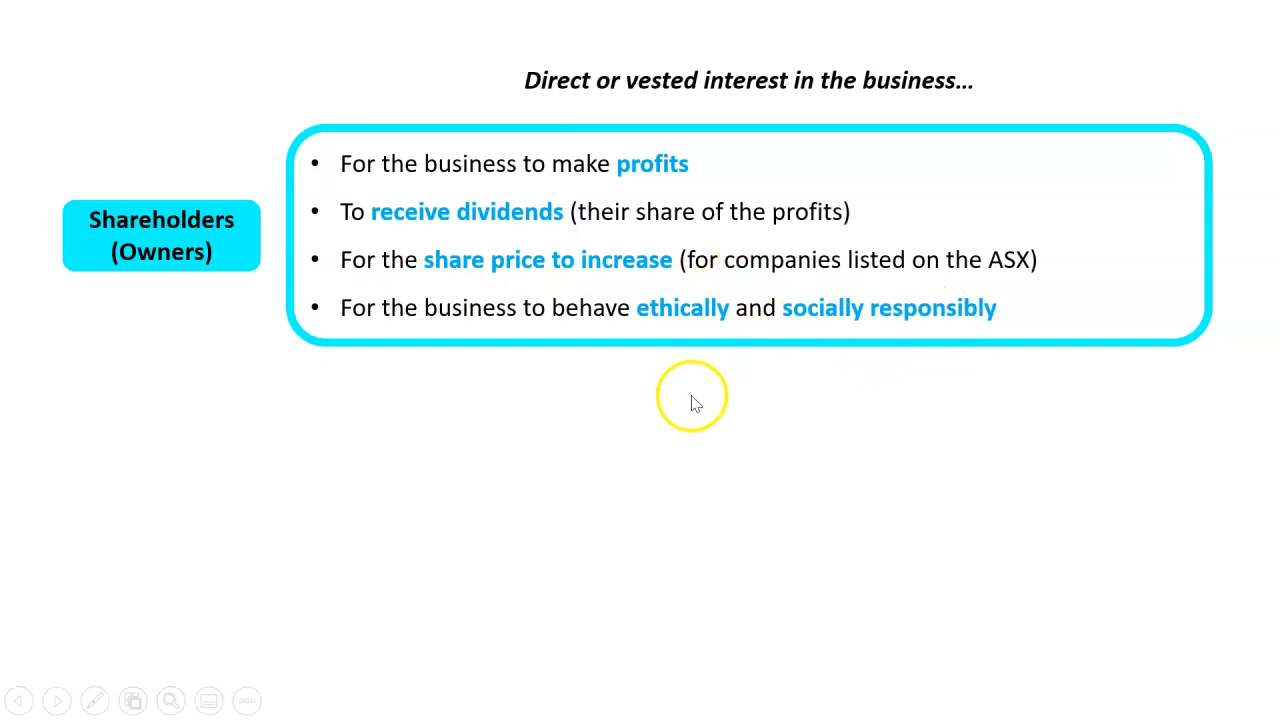 Direct or vested interest in the business...
Shareholders
(Owners)
• For the business to make profits
• To receive dividends (their share of the profits)
• For the share price to increase (for companies listed on the ASX)
• For the business to behave ethically and socially responsibly